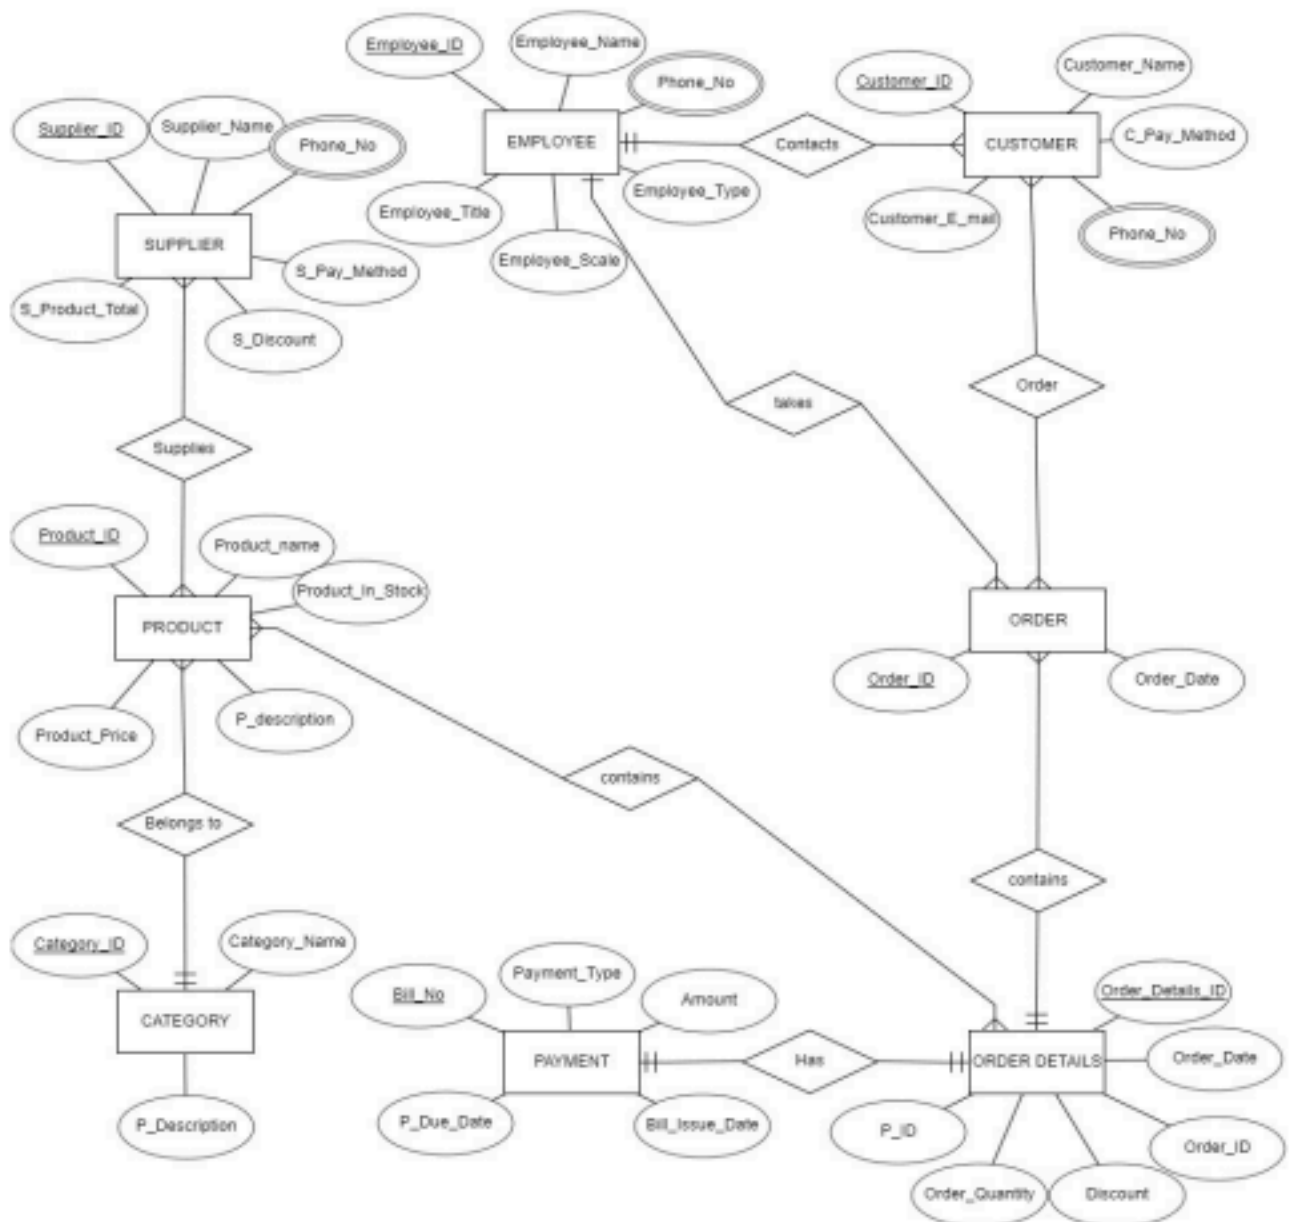 Employee_ID
Employee_Name
Phone_No
Customer_ID
Customer_Name
Supplier_ID
Supplier_Name
Phone_No
EMPLOYEE
Contacts
CUSTOMER
C_Pay_Method
Employee_Title
Employee_Type
Customer_E_mail
Phone_No
SUPPLIER
Employee_Scale
S_Pay_Method
S_Product_Total
S_Discount
Order
takes
Supplies
Product_ID
Product_name
Product_In_Stock
PRODUCT
ORDER
Order_ID
Order_Date
Product_Price
P_description
contains
Belongs to
contains
Category_ID
Category_Name
Payment_Type
Bill_No
Amount
Order_Details_ID
CATEGORY
PAYMENT
Has
ORDER DETAILS
Order_Date
P_Description
P_Due_Date
Bill_Issue_Date
P_ID
Order_ID
Order_Quantity
Discount